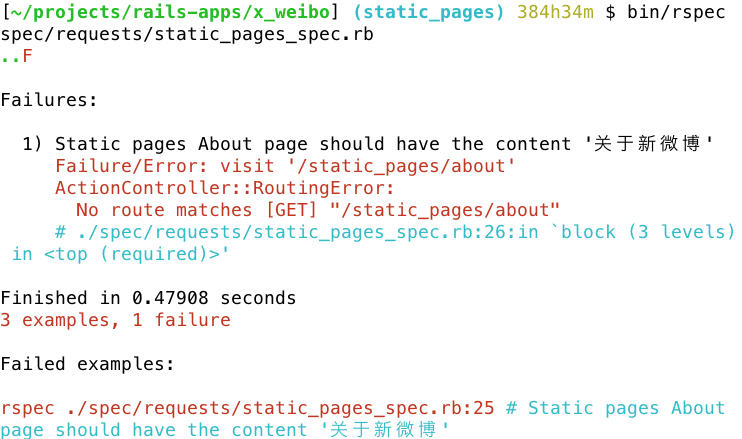 [~/projects/rails-apps/x_weibo] (static_pages) 384h34m $ bin/rspec
spec/requests/static_pages_spec.rb
..F
Failures:
1) Static pages About page should have the content '关于新微博'
Failure/Error: visit '/static_pages/about'
ActionController::RoutingError:
No route matches [GET] "/static_pages/about"
# ./spec/requests/static_pages_spec.rb:26:in `block (3 levels)
in <top (required)>'
Finished in 0.47908 seconds
3 examples, 1 failure
Failed examples:
rspec ./spec/requests/static_pages_spec.rb:25 # Static pages About
page should have the content '关于新微博'